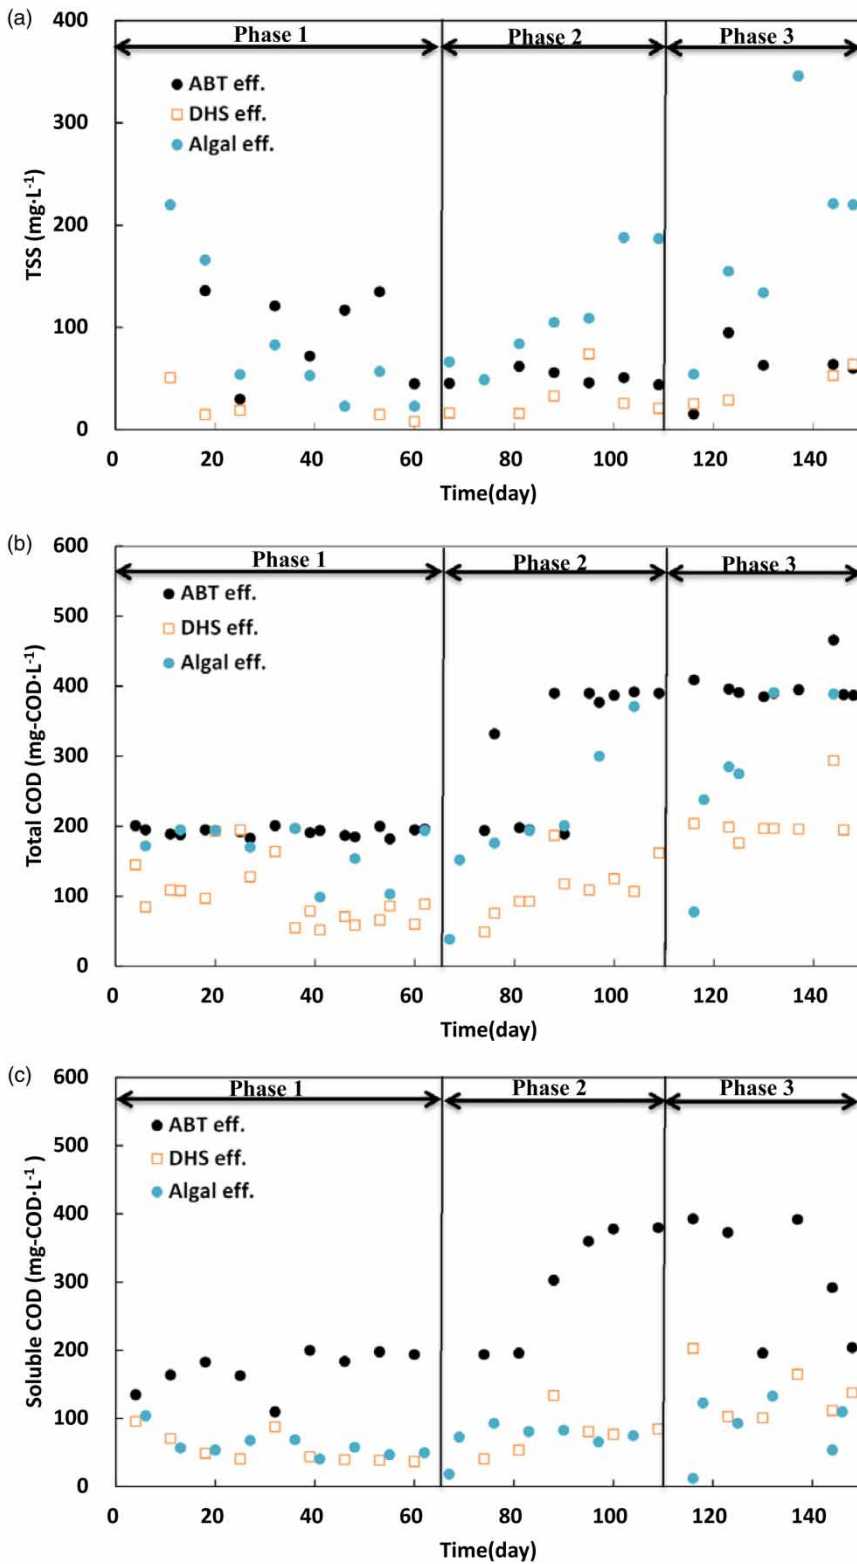 (a)
400
300
200
100
0
TSS (mg·L-1)
Phase 1
Phase 2
Phase 3
ABT eff.
DHS eff.
Algal eff.
0 20 40 60 80 100 120 140
Time(day)
(b)
600
500
400
300
200
100
0
Total COD (mg-COD·L-1)
Phase 1
Phase 2
Phase 3
ABT eff.
DHS eff.
Algal eff.
0 20 40 60 80 100 120 140
Time(day)
(c)
600
500
400
300
200
100
0
Soluble COD (mg-COD·L-1)
Phase 1
Phase 2
Phase 3
ABT eff.
DHS eff.
Algal eff.
0 20 40 60 80 100 120 140
Time(day)